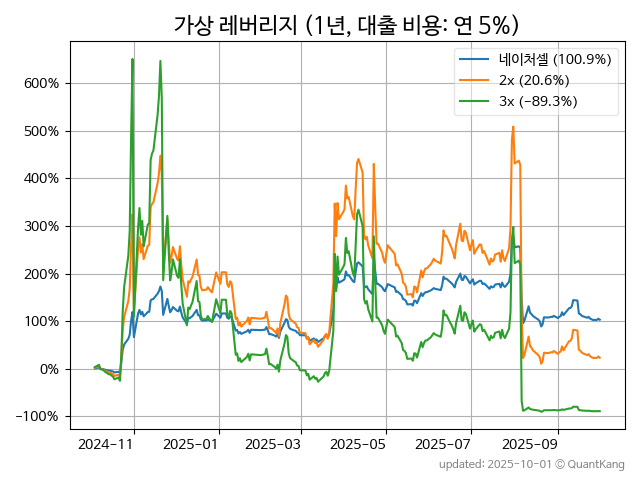 가상 레버리지 (1년, 대출 비용: 연 5%)
네이처셀 (100.9%)
2x (20.6%)
3x (−89.3%)
600%
500%
400%
300%
200%
100%
0%
−100%
2024-11 2025-01 2025-03 2025-05 2025-07 2025-09
updated: 2025-10-01 © QuantKang